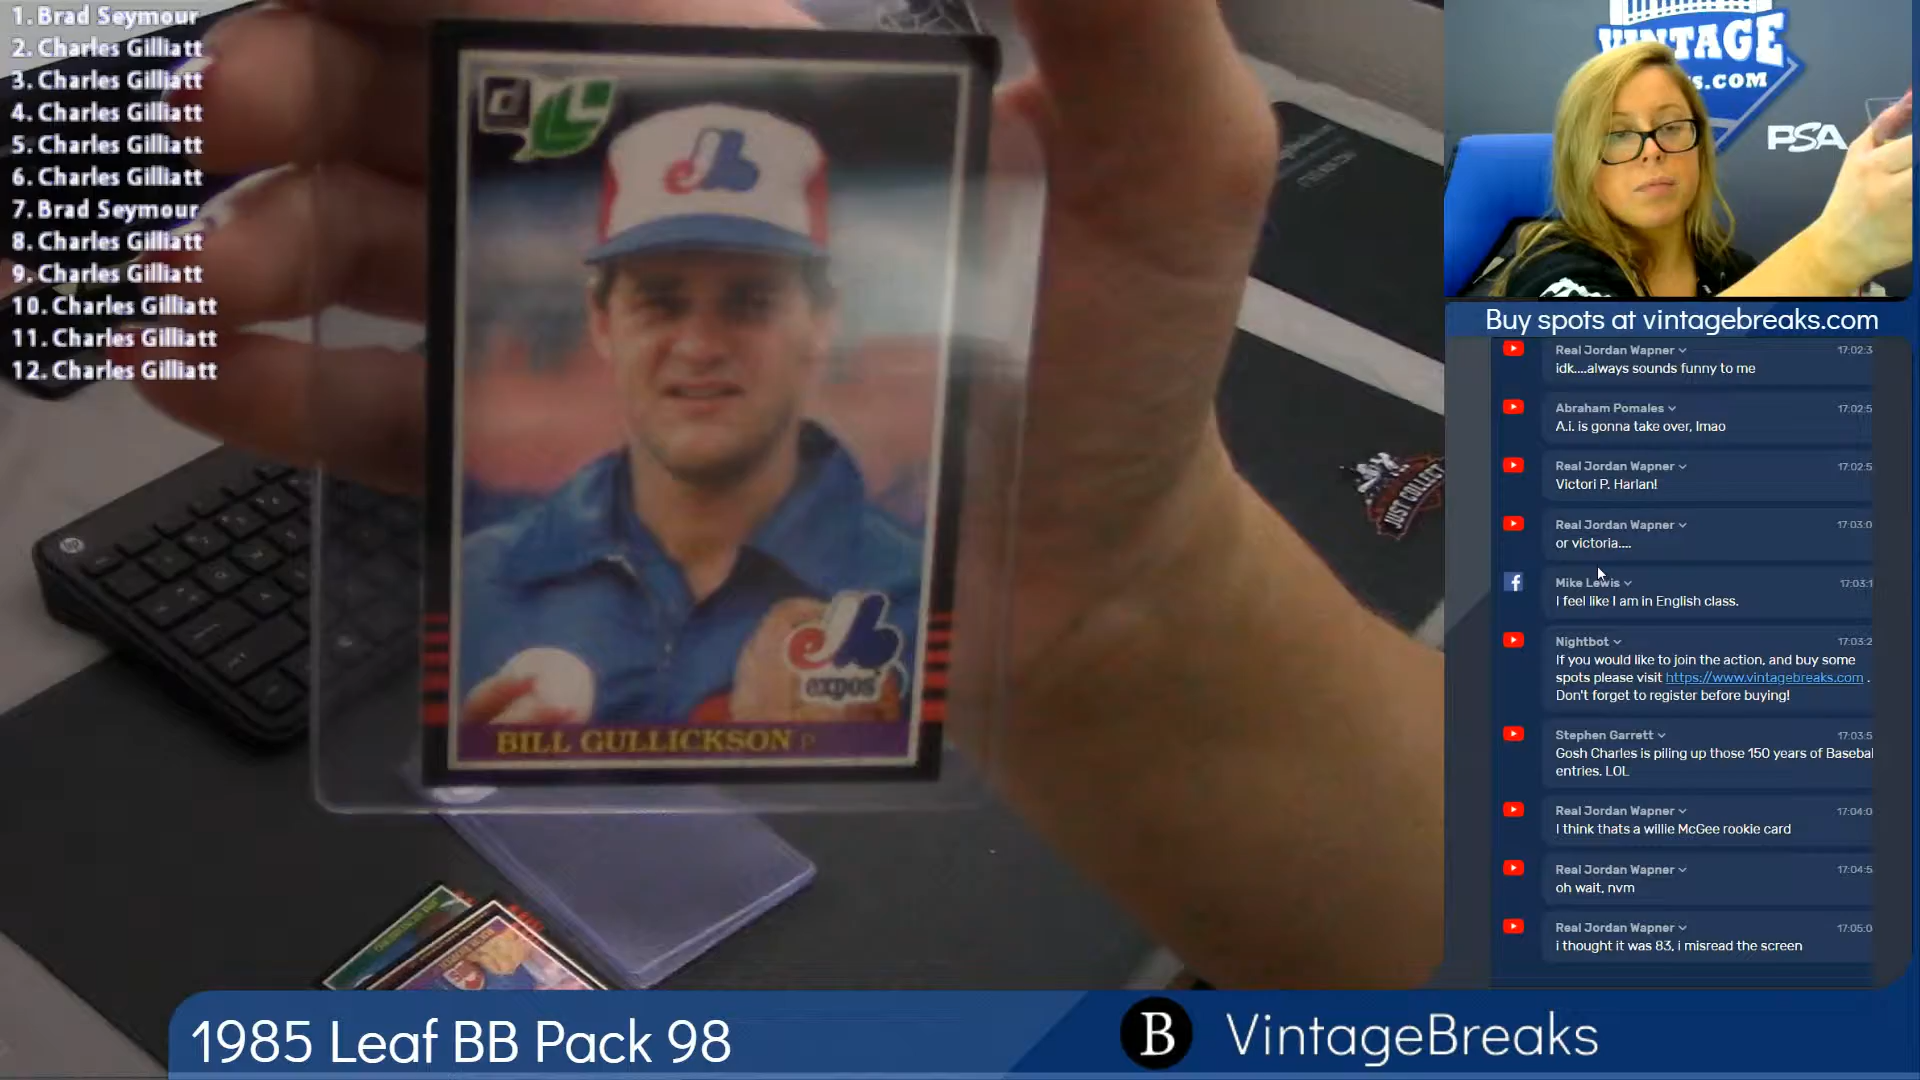 1. Brad Seymour
2. Charles Gilliatt
3. Charles Gilliatt
4. Charles Gilliatt
5. Charles Gilliatt
6. Charles Gilliatt
7. Brad Seymour
8. Charles Gilliatt
9. Charles Gilliatt
10. Charles Gilliatt
11. Charles Gilliatt
12. Charles Gilliatt
d
expos
BILL GULLICKSON P
JUST COLLECT
VINTAGE
KS.COM
PSA
Buy spots at vintagebreaks.com
Real Jordan Wapner 17:02:3
idk....always sounds funny to me
Abraham Pomales 17:02:5
A.i. is gonna take over, lmao
Real Jordan Wapner 17:02:5
Victori P. Harlan!
Real Jordan Wapner 17:03:0
or victoria....
Mike Lewis 17:03:1
I feel like I am in English class.
Nightbot 17:03:2
If you would like to join the action, and buy some
spots please visit https://www.vintagebreaks.com .
Don't forget to register before buying!
Stephen Garrett 17:03:5
Gosh Charles is piling up those 150 years of Basebal
entries. LOL
Real Jordan Wapner 17:04:0
I think thats a willie McGee rookie card
Real Jordan Wapner 17:04:5
oh wait, nvm
Real Jordan Wapner 17:05:0
i thought it was 83, i misread the screen
1985 Leaf BB Pack 98
B VintageBreaks